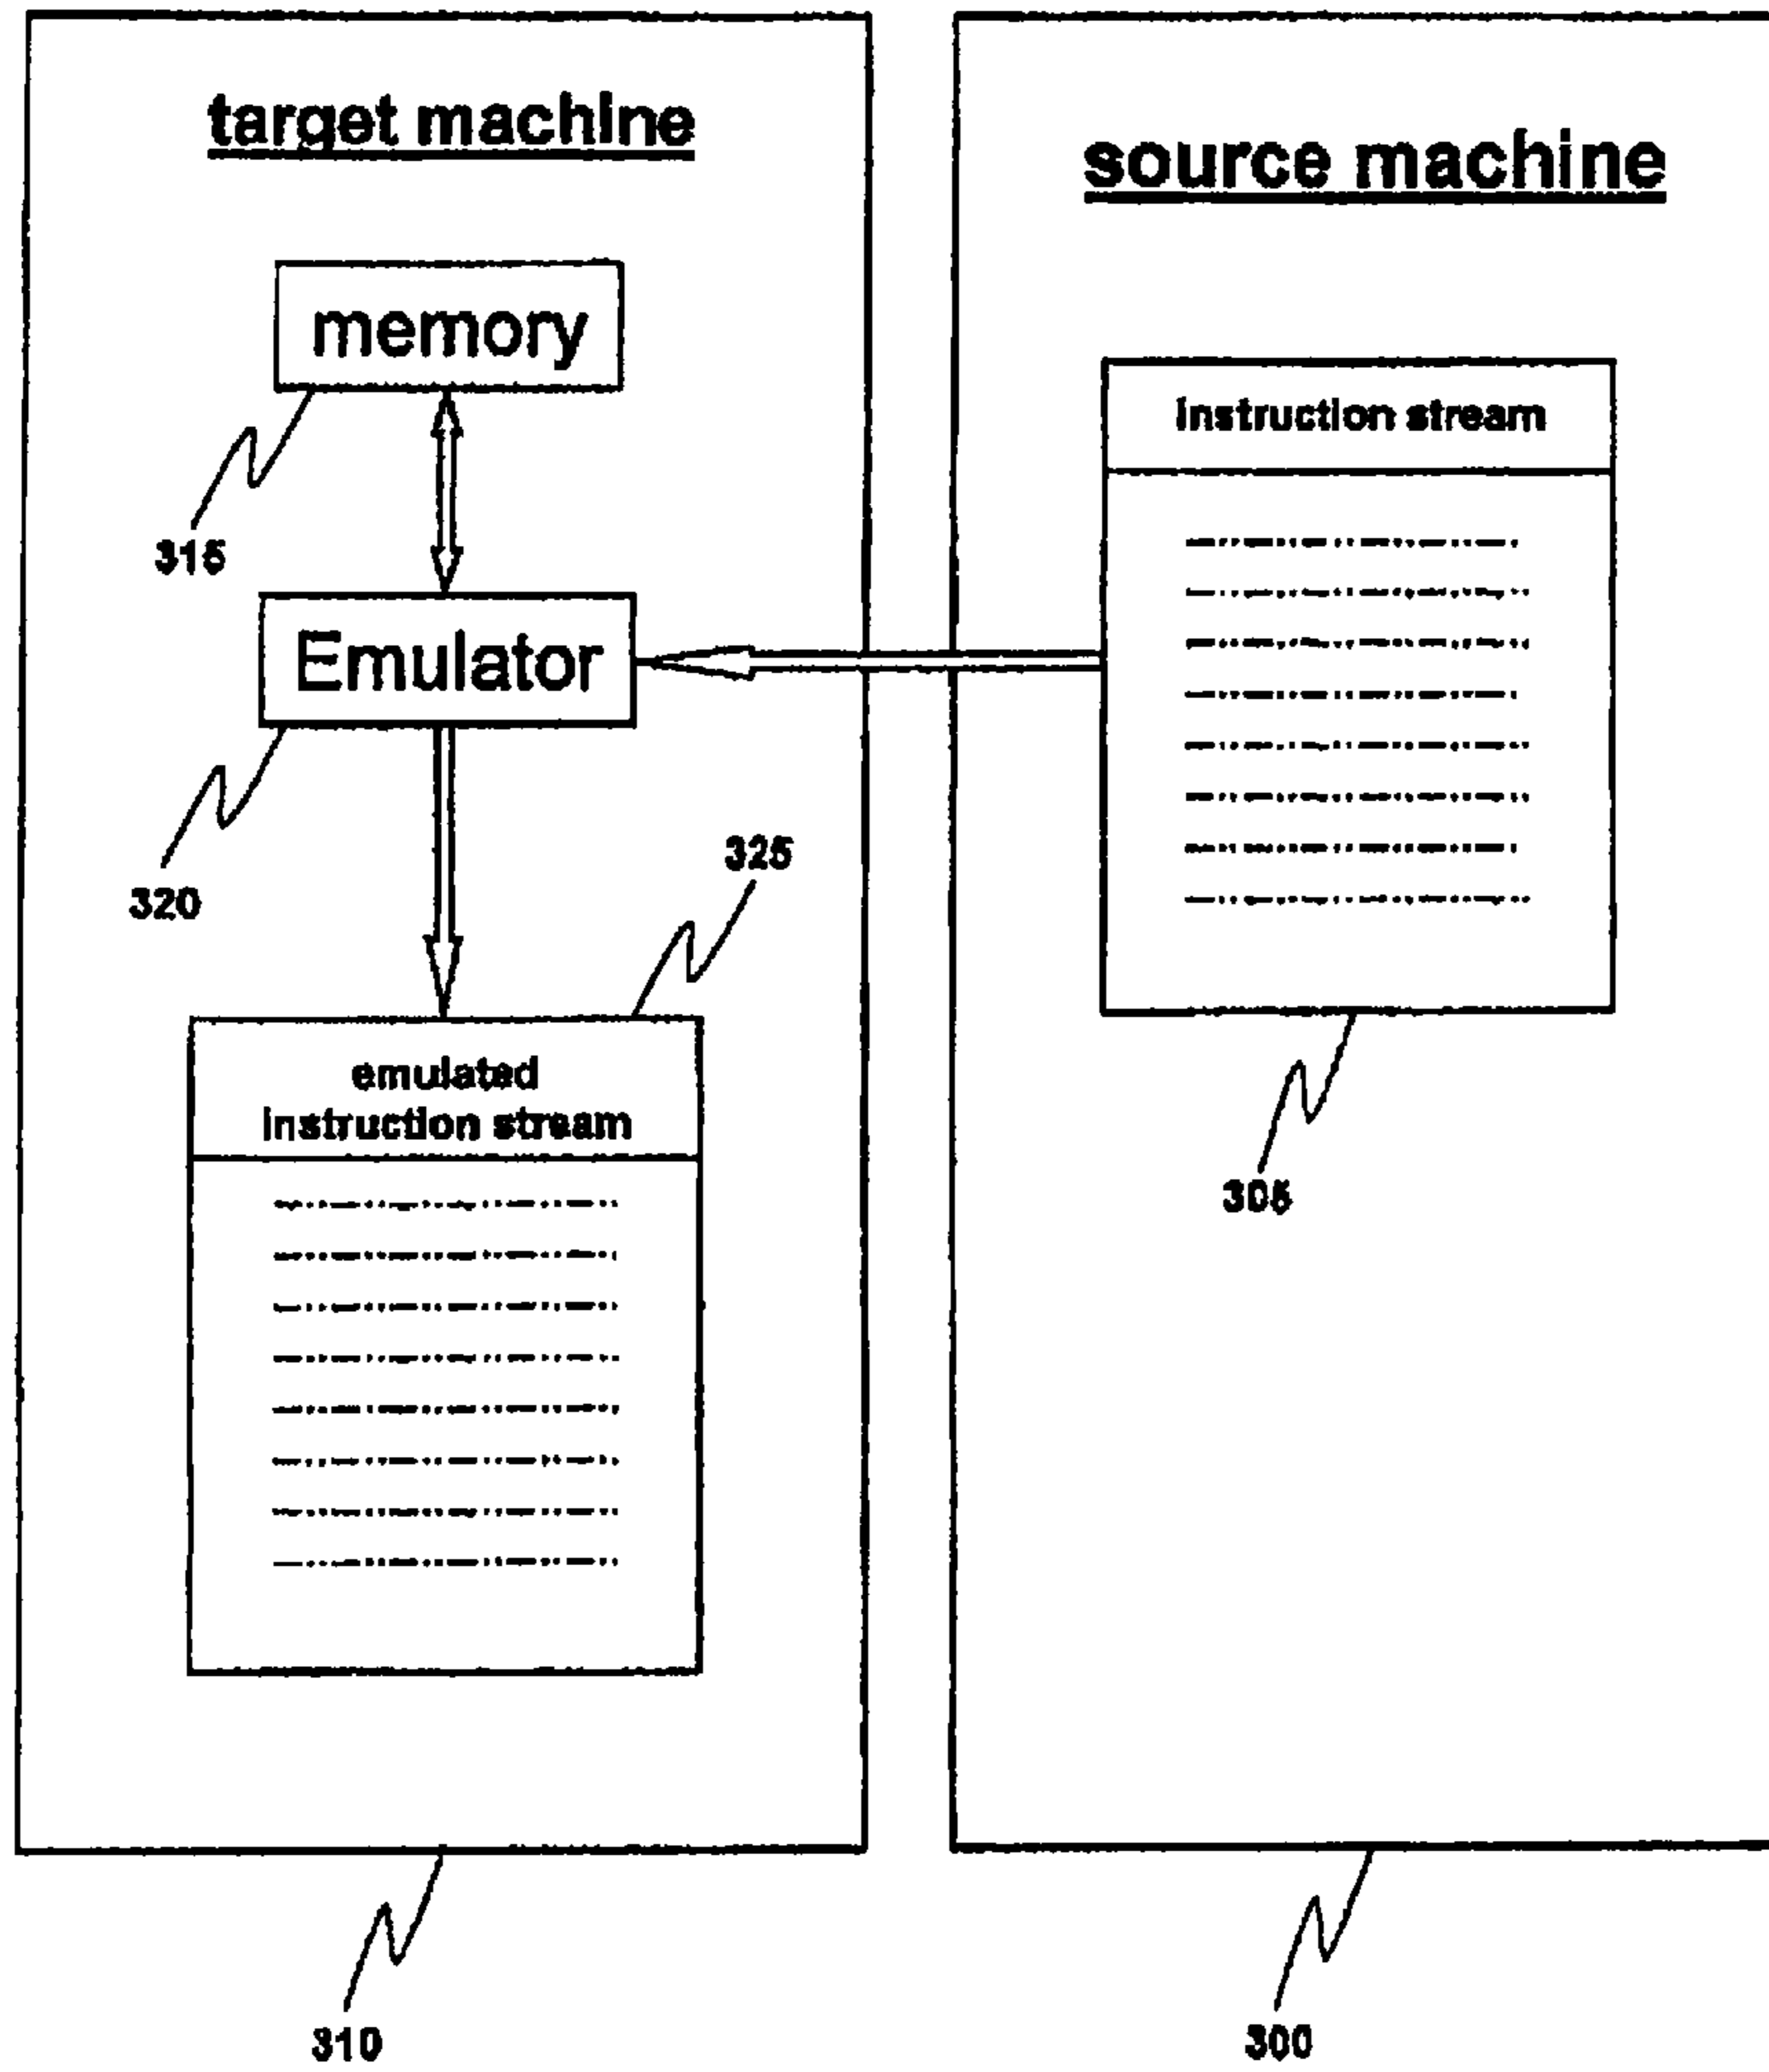 target machine
memory
315
Emulator
320
325
emulated
instruction stream
310
source machine
instruction stream
305
300